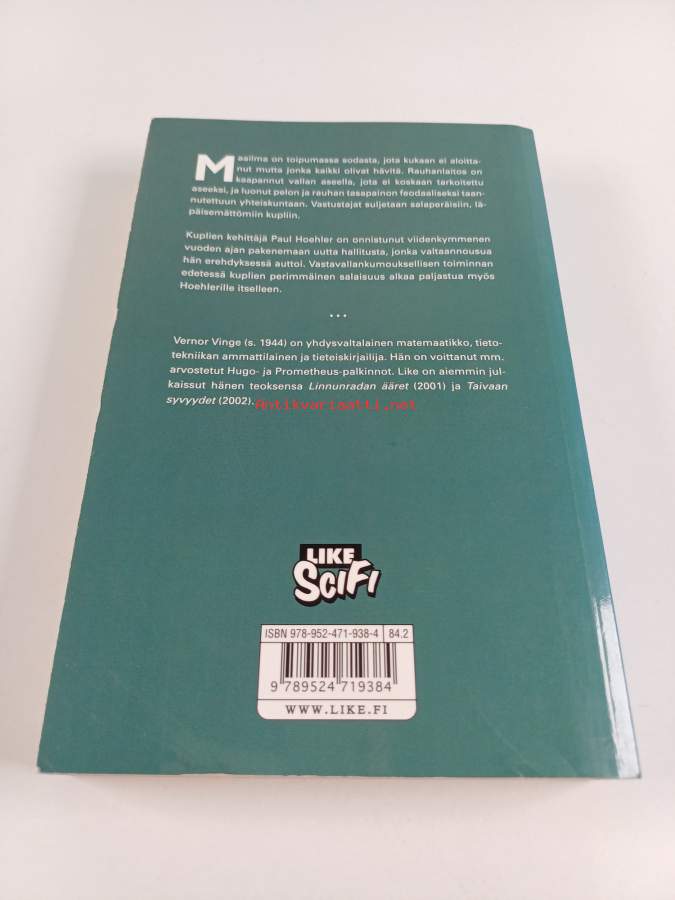 Maailma on toipumassa sodasta, jota kukaan ei aloitta-
nut mutta jonka kaikki olivat hävitä. Rauhanlaitos on
kaapannut vallan aseella, jota ei koskaan tarkoitettu
aseeksi, ja luonut pelon ja rauhan tasapainon feodaaliseksi taan-
nutettuun yhteiskuntaan. Vastustajat suljetaan salaperäisiin, lä-
päisemättömiin kupliin.
Kuplien kehittäjä Paul Hoehler on onnistunut viidenkymmenen
vuoden ajan pakenemaan uutta hallitusta, jonka valtaannousua
hän erehdyksessä auttoi. Vastavallankumouksellisen toiminnan
edetessä kuplien perimmäinen salaisuus alkaa paljastua myös
Hoehlerille itselleen.
...
Vernor Vinge (s. 1944) on yhdysvaltalainen matemaatikko, tieto-
tekniikan ammattilainen ja tieteiskirjailija. Hän on voittanut mm.
arvostetut Hugo- ja Prometheus-palkinnot. Like on aiemmin jul-
kaissut hänen teoksensa Linnunradan ääret (2001) ja Taivaan
syvyydet (2002).
Antikvariaatti.net
LIKE
SCIFI
ISBN 978-952-471-938-4 84.2
9 789524 719384
WWW.LIKE.FI